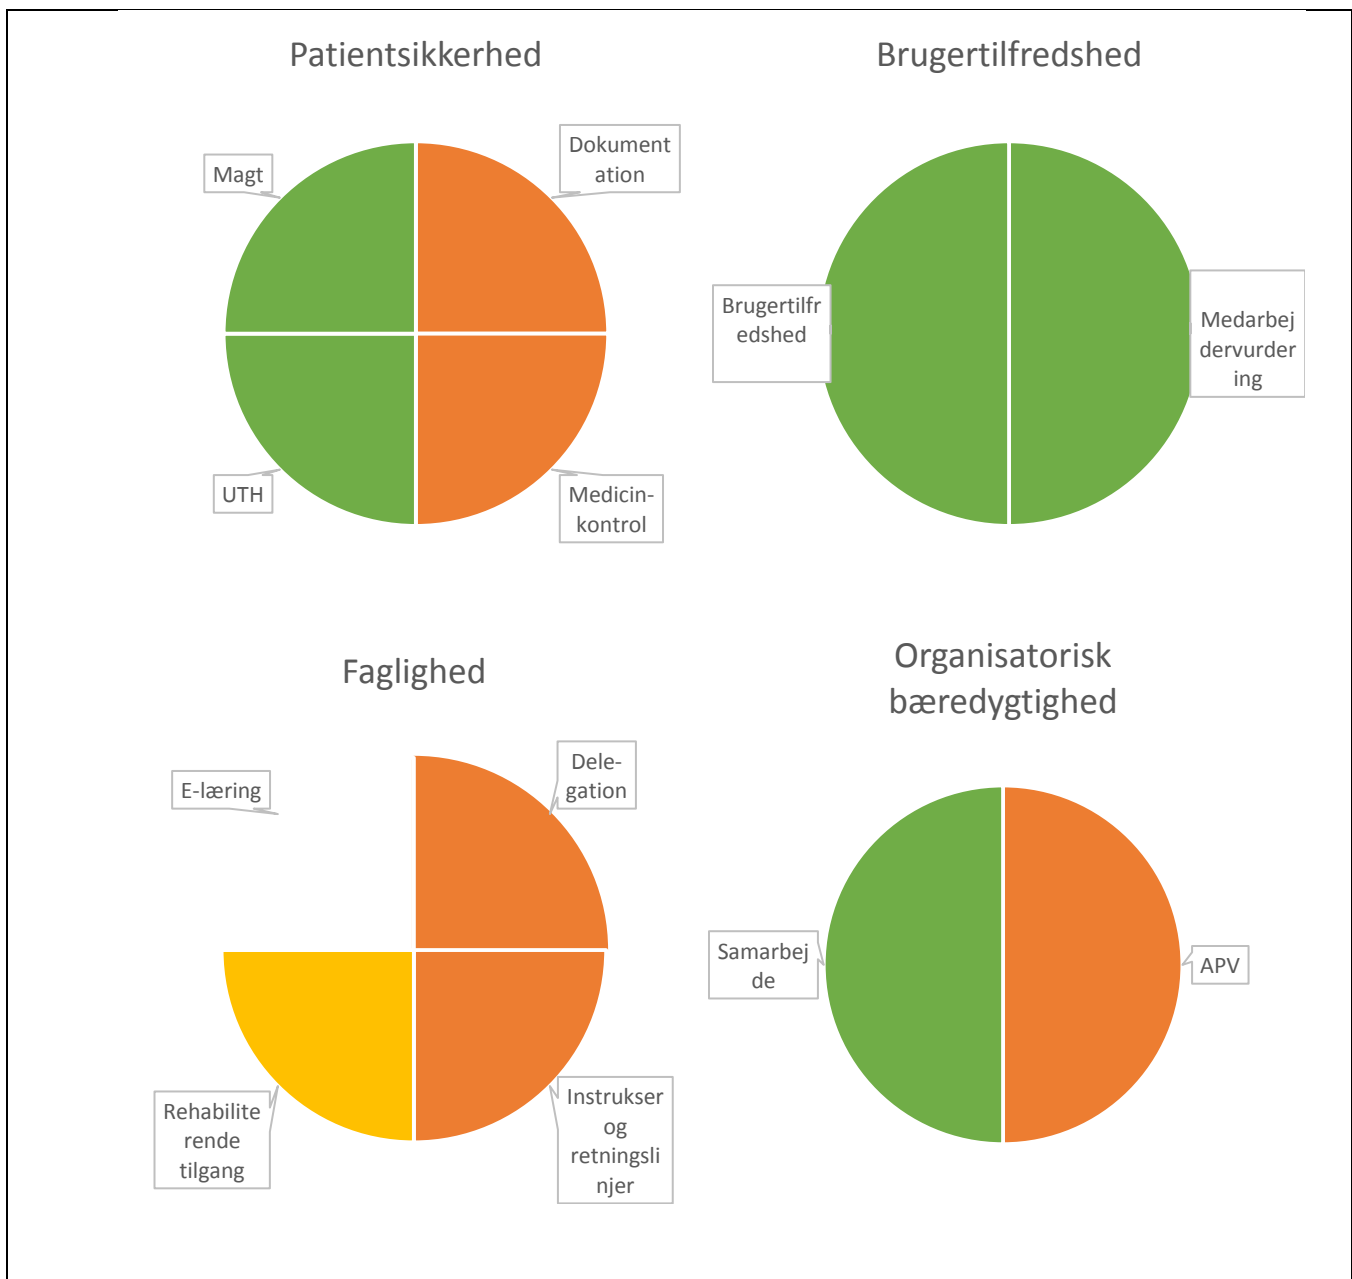 Patientsikkerhed
Magt
Dokument
ation
UTH
Medicin-
kontrol
Brugertilfredshed
Brugertilfr
edshed
Medarbej
dervurder
ing
Faglighed
E-læring
Dele-
gation
Rehabilite
rende
tilgang
Instrukser
og
retningsli
njer
Organisatorisk
bæredygtighed
Samarbej
de
APV